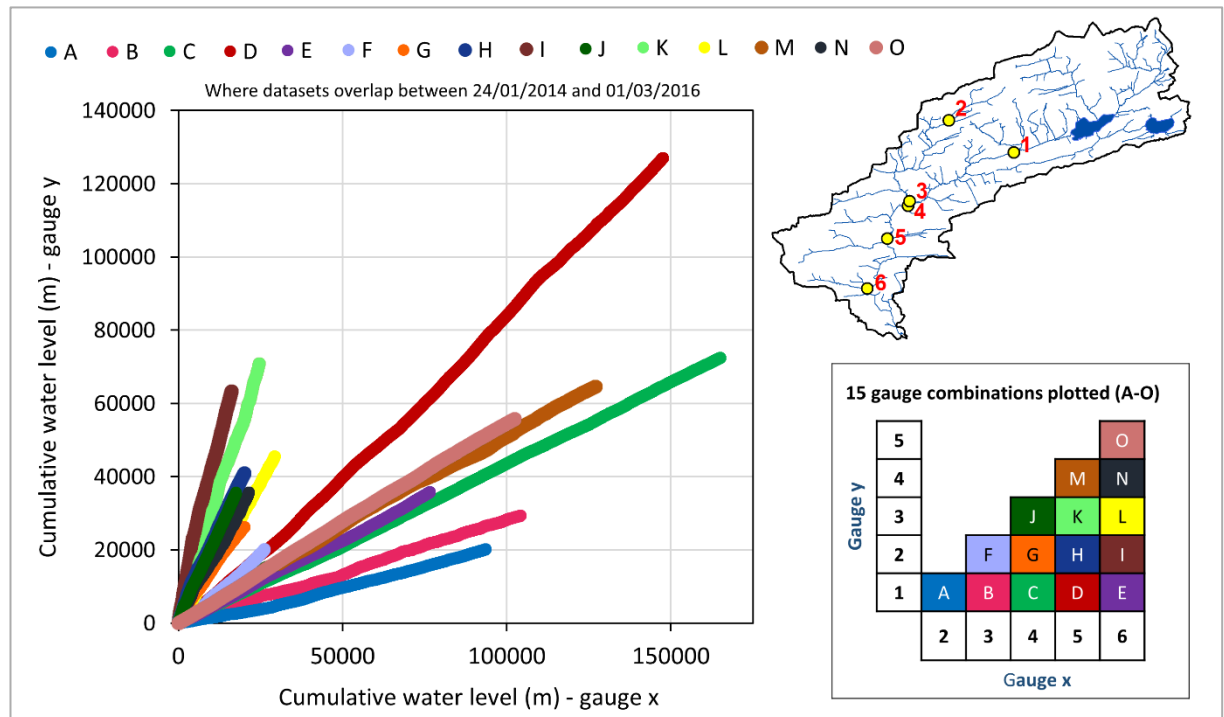 A B C D E F G H I J K L M N O
Where datasets overlap between 24/01/2014 and 01/03/2016
140000
120000
100000
80000
60000
40000
20000
0
0 50000 100000 150000
Cumulative water level (m) - gauge y
Cumulative water level (m) - gauge x
2
1
3
4
5
6
15 gauge combinations plotted (A-O)
5 O
4 M N
3 J K L
2 F G H I
1 A B C D E
2 3 4 5 6
Gauge y
Gauge x